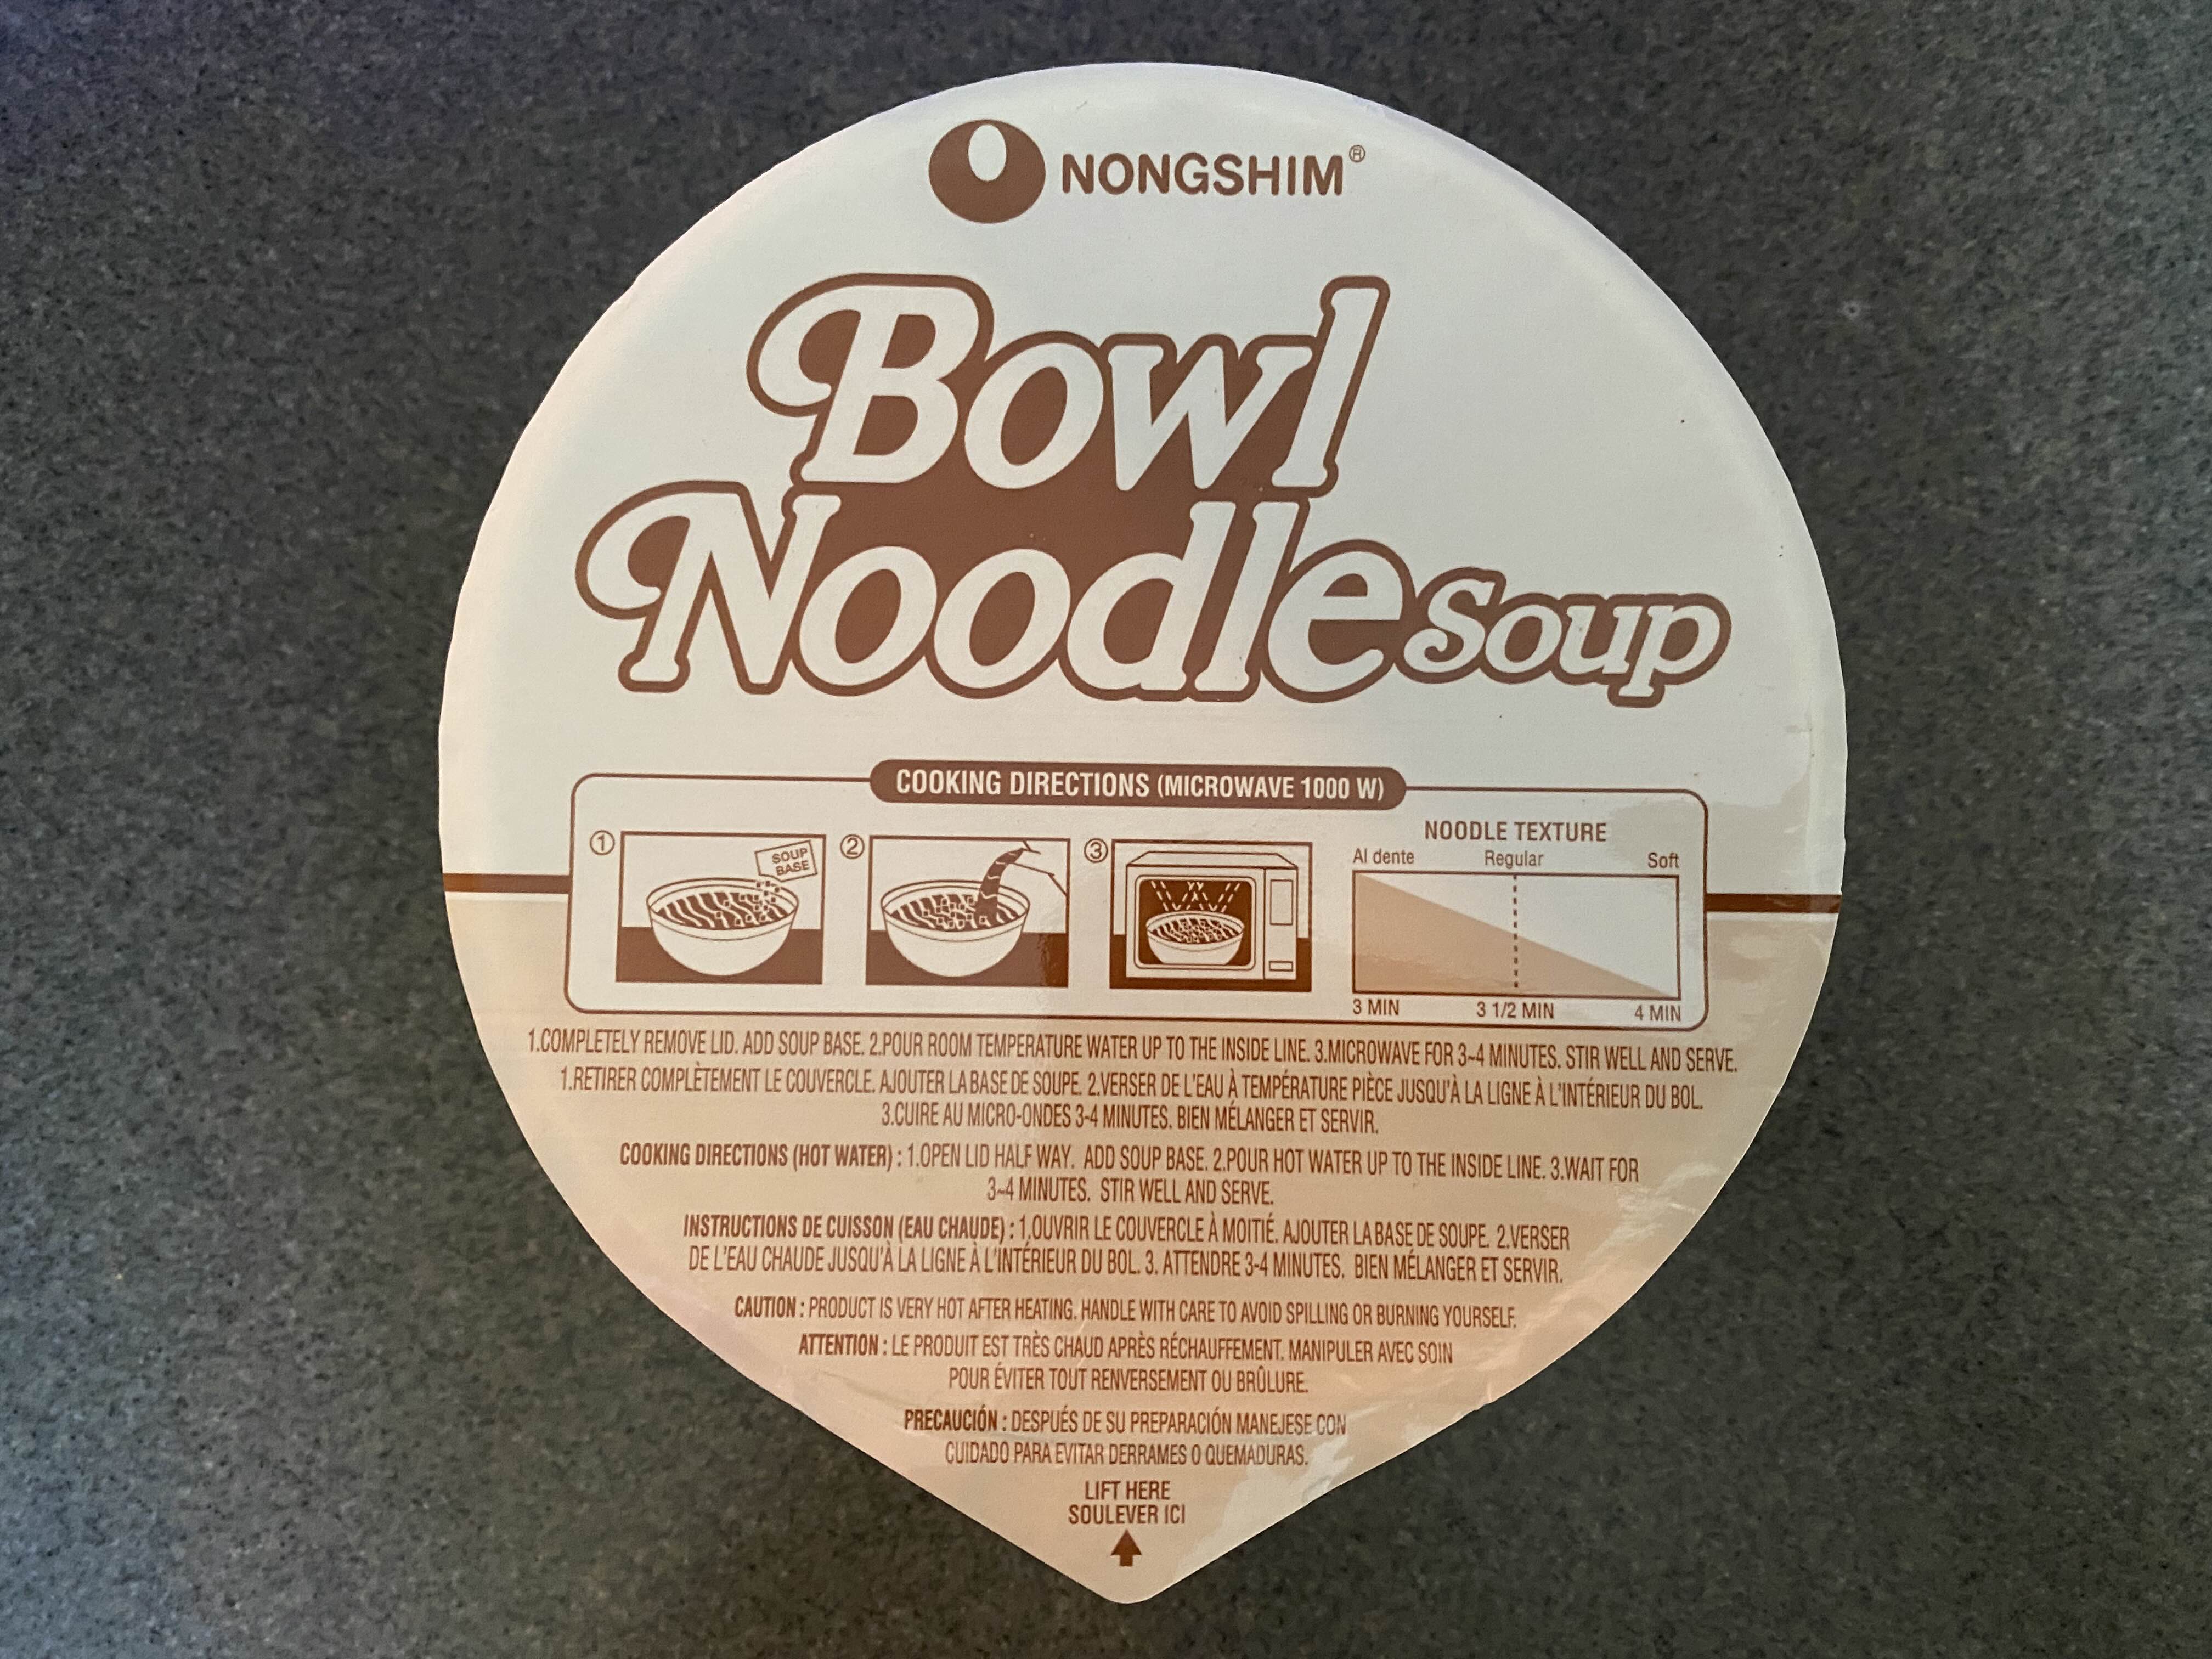 NONGSHIM®
Bowl
Noodle Soup
COOKING DIRECTIONS (MICROWAVE 1000 W)
① ② ③
SOUP
BASE
NOODLE TEXTURE
Al dente Regular Soft
3 MIN 3 1/2 MIN 4 MIN
1.COMPLETELY REMOVE LID. ADD SOUP BASE. 2.POUR ROOM TEMPERATURE WATER UP TO THE INSIDE LINE. 3.MICROWAVE FOR 3~4 MINUTES. STIR WELL AND SERVE.
1.RETIRER COMPLÈTEMENT LE COUVERCLE. AJOUTER LA BASE DE SOUPE. 2.VERSER DE L'EAU À TEMPÉRATURE PIÈCE JUSQU'À LA LIGNE À L'INTÉRIEUR DU BOL.
3.CUIRE AU MICRO-ONDES 3-4 MINUTES. BIEN MÉLANGER ET SERVIR.
COOKING DIRECTIONS (HOT WATER) : 1.OPEN LID HALF WAY. ADD SOUP BASE. 2.POUR HOT WATER UP TO THE INSIDE LINE. 3.WAIT FOR
3~4 MINUTES. STIR WELL AND SERVE.
INSTRUCTIONS DE CUISSON (EAU CHAUDE) : 1.OUVRIR LE COUVERCLE À MOITIÉ. AJOUTER LA BASE DE SOUPE. 2.VERSER
DE L'EAU CHAUDE JUSQU'À LA LIGNE À L'INTÉRIEUR DU BOL. 3. ATTENDRE 3-4 MINUTES. BIEN MÉLANGER ET SERVIR.
CAUTION : PRODUCT IS VERY HOT AFTER HEATING. HANDLE WITH CARE TO AVOID SPILLING OR BURNING YOURSELF.
ATTENTION : LE PRODUIT EST TRÈS CHAUD APRÈS RÉCHAUFFEMENT. MANIPULER AVEC SOIN
POUR ÉVITER TOUT RENVERSEMENT OU BRÛLURE.
PRECAUCIÓN : DESPUÉS DE SU PREPARACIÓN MANEJESE CON
CUIDADO PARA EVITAR DERRAMES O QUEMADURAS.
LIFT HERE
SOULEVER ICI